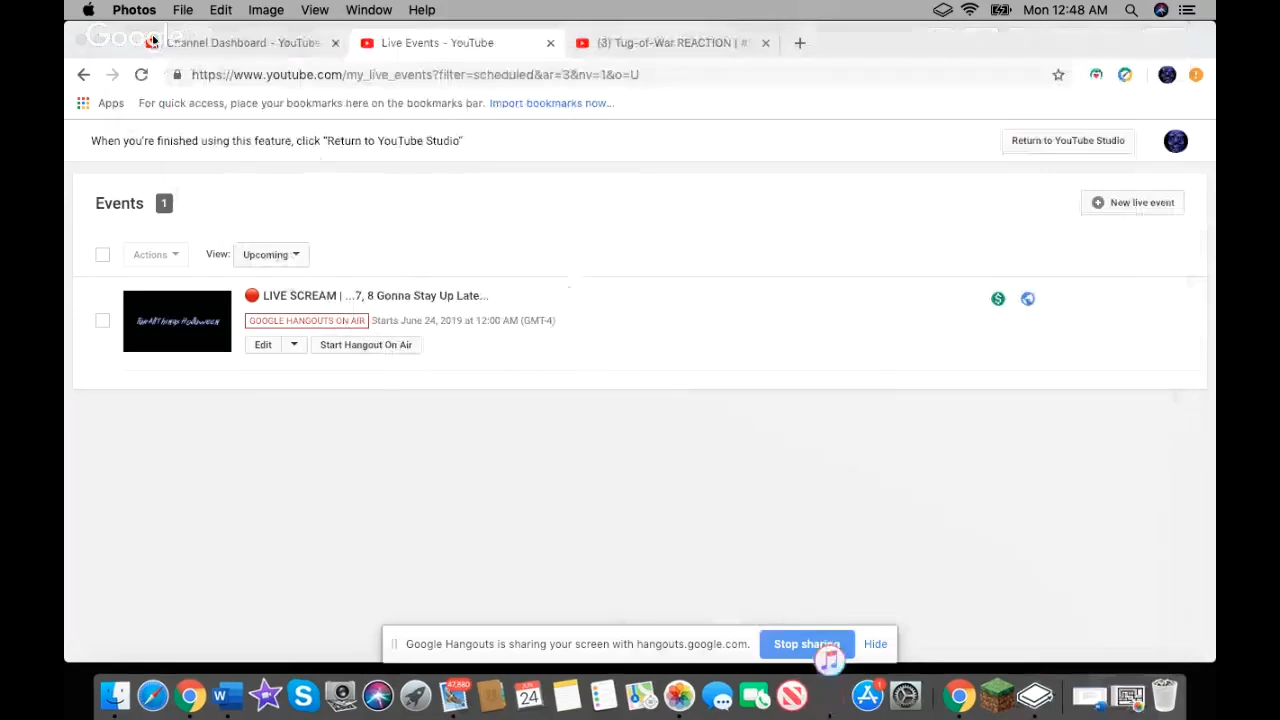 Photos File Edit Image View Window Help Mon 12:48 AM
Google
Channel Dashboard - YouTube Live Events - YouTube (3) Tug-of-War REACTION | #
https://www.youtube.com/my_live_events?filter=scheduled&ar=3&nv=1&o=U
Apps For quick access, place your bookmarks here on the bookmarks bar. Import bookmarks now...
When you're finished using this feature, click "Return to YouTube Studio" Return to YouTube Studio
Events 1 New live event
Actions View: Upcoming
LIVE SCREAM | ...7, 8 Gonna Stay Up Late...
GOOGLE HANGOUTS ON AIR Starts June 24, 2019 at 12:00 AM (GMT-4)
Edit Start Hangout On Air
Google Hangouts is sharing your screen with hangouts.google.com. Stop sharing Hide
47,880 24 1